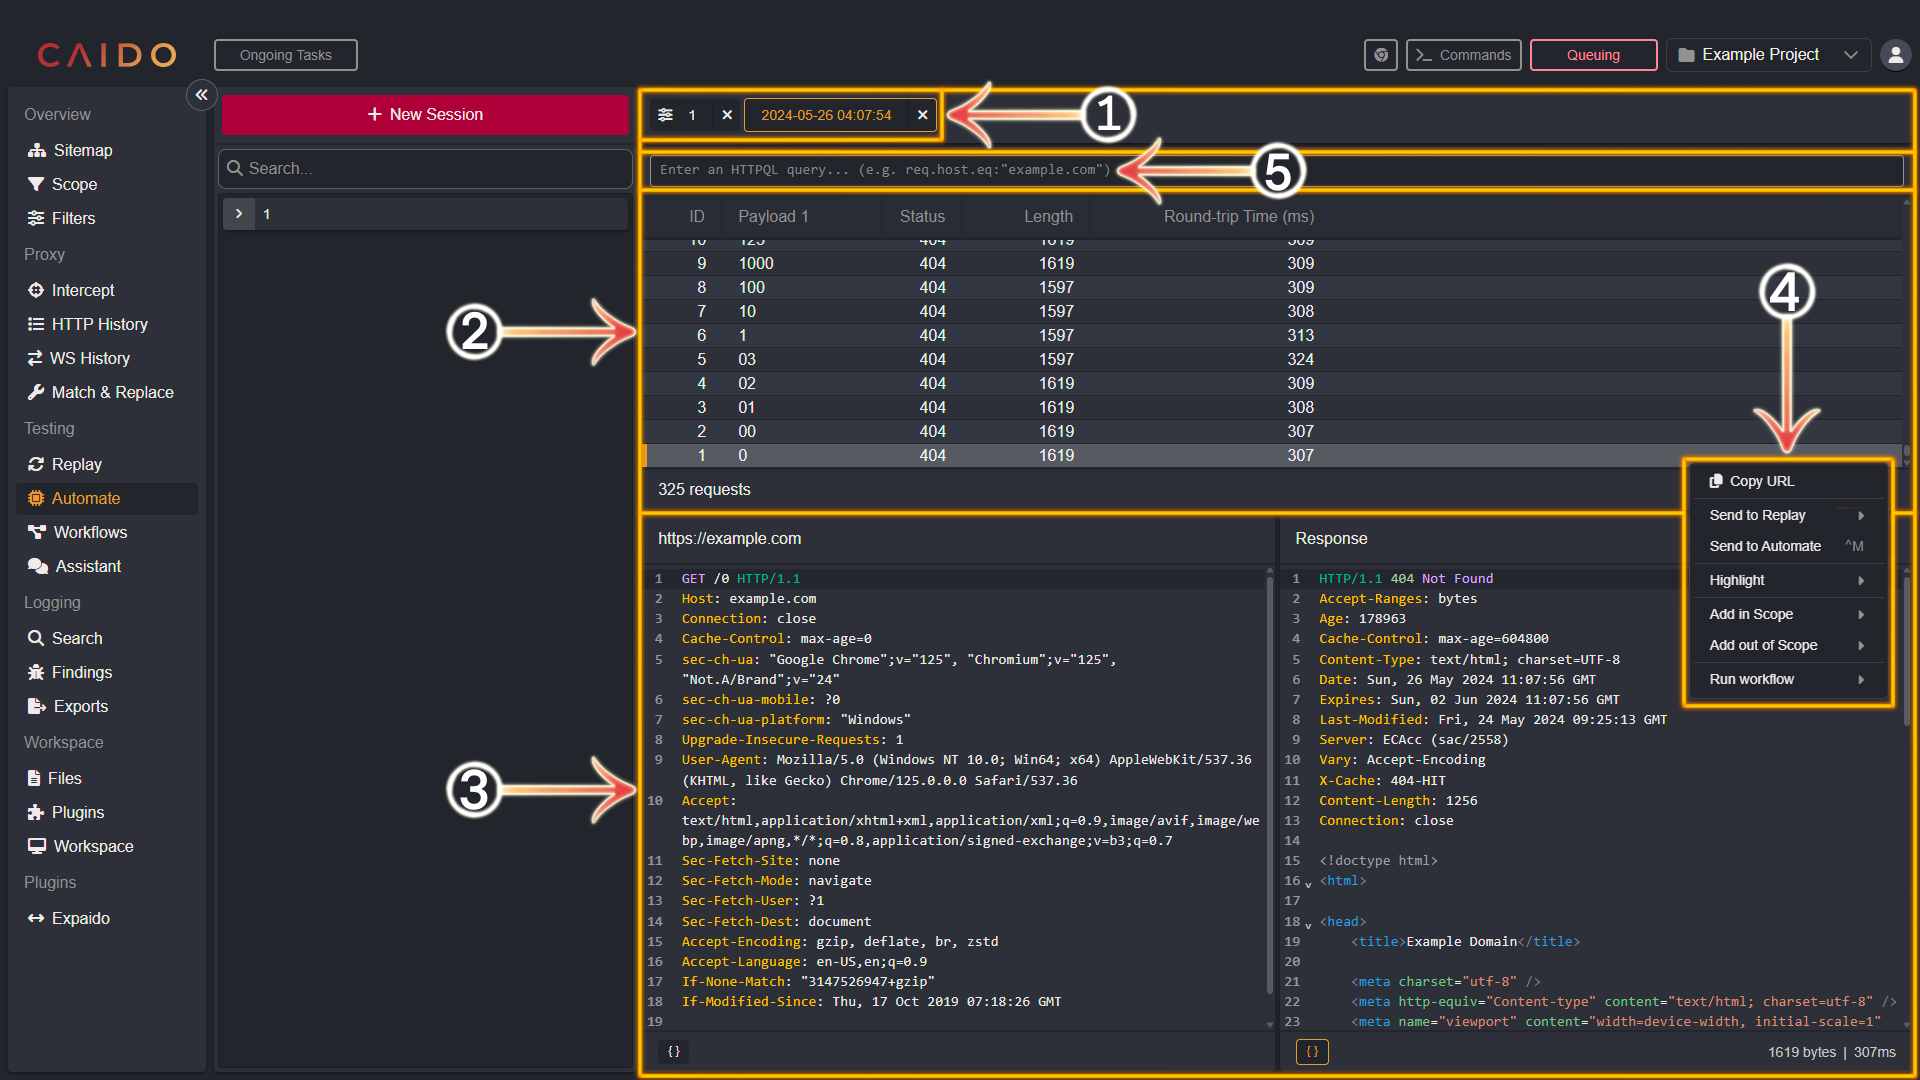 CAIDO
Ongoing Tasks
Commands
Queuing
Example Project
Overview
Sitemap
Scope
Filters
Proxy
Intercept
HTTP History
WS History
Match & Replace
Testing
Replay
Automate
Workflows
Assistant
Logging
Search
Findings
Exports
Workspace
Files
Plugins
Workspace
Plugins
Expaido
+ New Session
Search...
1
1
2024-05-26 04:07:54
1
Enter an HTTPQL query... (e.g. req.host.eq:"example.com")
5
ID Payload 1 Status Length Round-trip Time (ms)
10 123 404 1619 309
9 1000 404 1619 309
8 100 404 1597 309
7 10 404 1597 308
6 1 404 1597 313
5 03 404 1597 324
4 02 404 1619 309
3 01 404 1619 308
2 00 404 1619 307
1 0 404 1619 307
325 requests
2
4
Copy URL
Send to Replay
Send to Automate ^M
Highlight
Add in Scope
Add out of Scope
Run workflow
3
https://example.com
1 GET /0 HTTP/1.1
2 Host: example.com
3 Connection: close
4 Cache-Control: max-age=0
5 sec-ch-ua: "Google Chrome";v="125", "Chromium";v="125",
"Not.A/Brand";v="24"
6 sec-ch-ua-mobile: ?0
7 sec-ch-ua-platform: "Windows"
8 Upgrade-Insecure-Requests: 1
9 User-Agent: Mozilla/5.0 (Windows NT 10.0; Win64; x64) AppleWebKit/537.36
(KHTML, like Gecko) Chrome/125.0.0.0 Safari/537.36
10 Accept:
text/html,application/xhtml+xml,application/xml;q=0.9,image/avif,image/we
bp,image/apng,*/*;q=0.8,application/signed-exchange;v=b3;q=0.7
11 Sec-Fetch-Site: none
12 Sec-Fetch-Mode: navigate
13 Sec-Fetch-User: ?1
14 Sec-Fetch-Dest: document
15 Accept-Encoding: gzip, deflate, br, zstd
16 Accept-Language: en-US,en;q=0.9
17 If-None-Match: "3147526947+gzip"
18 If-Modified-Since: Thu, 17 Oct 2019 07:18:26 GMT
19
{}
Response
1 HTTP/1.1 404 Not Found
2 Accept-Ranges: bytes
3 Age: 178963
4 Cache-Control: max-age=604800
5 Content-Type: text/html; charset=UTF-8
6 Date: Sun, 26 May 2024 11:07:56 GMT
7 Expires: Sun, 02 Jun 2024 11:07:56 GMT
8 Last-Modified: Fri, 24 May 2024 09:25:13 GMT
9 Server: ECAcc (sac/2558)
10 Vary: Accept-Encoding
11 X-Cache: 404-HIT
12 Content-Length: 1256
13 Connection: close
14
15 <!doctype html>
16 <html>
17
18 <head>
19 <title>Example Domain</title>
20
21 <meta charset="utf-8" />
22 <meta http-equiv="Content-type" content="text/html; charset=utf-8" />
23 <meta name="viewport" content="width=device-width, initial-scale=1"
{}
1619 bytes | 307ms